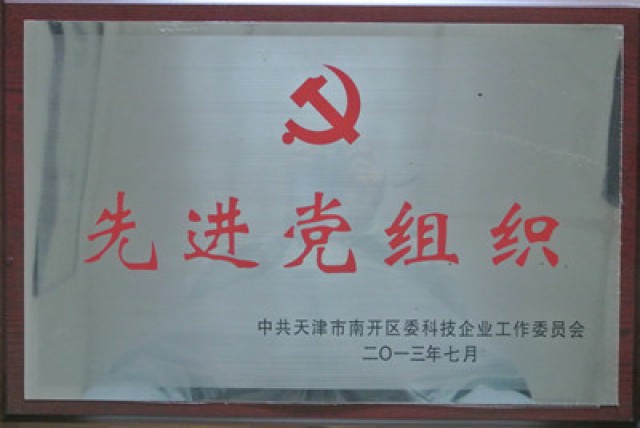 先进党组织
中共天津市南开区委科技企业工作委员会
二〇一三年七月